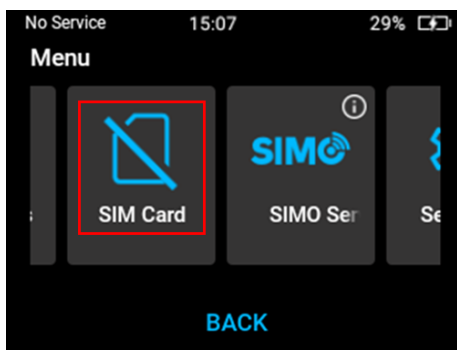 No Service 15:07 29%
Menu
SIMO
SIM Card SIMO Ser Se
BACK